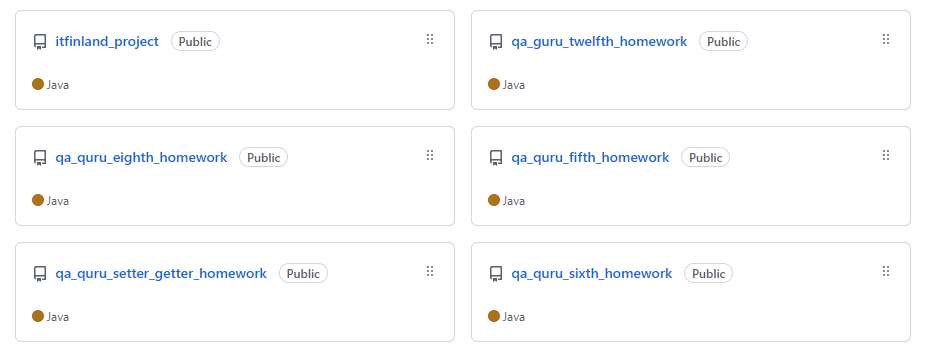 itfinland_project Public
Java
qa_guru_twelfth_homework Public
Java
qa_quru_eighth_homework Public
Java
qa_quru_fifth_homework Public
Java
qa_quru_setter_getter_homework Public
Java
qa_quru_sixth_homework Public
Java